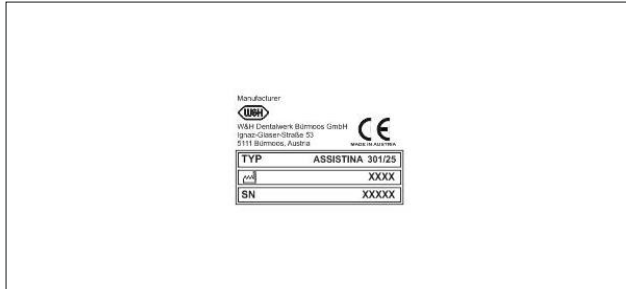 Manufacturer
W&H
W&H Dentalwerk Bürmoos GmbH
Ignaz-Glaser-Straße 53
5111 Bürmoos, Austria
CE
MADE IN AUSTRIA
TYP ASSISTINA 301/25
XXXX
SN XXXXX